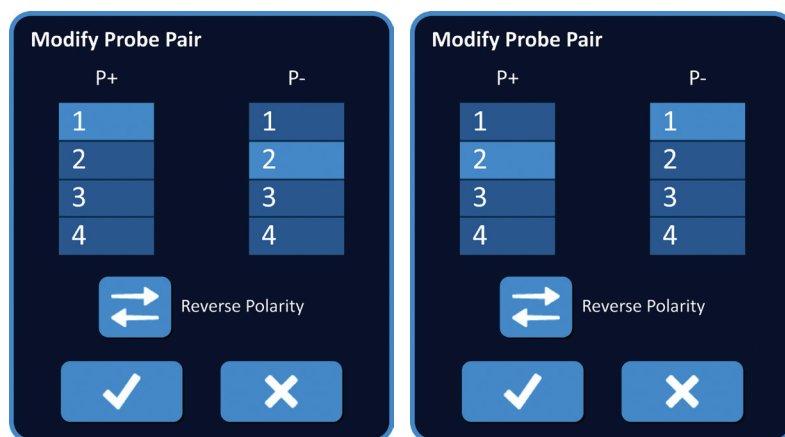 Modify Probe Pair
P+ P-
1 1
2 2
3 3
4 4
Reverse Polarity
Modify Probe Pair
P+ P-
1 1
2 2
3 3
4 4
Reverse Polarity